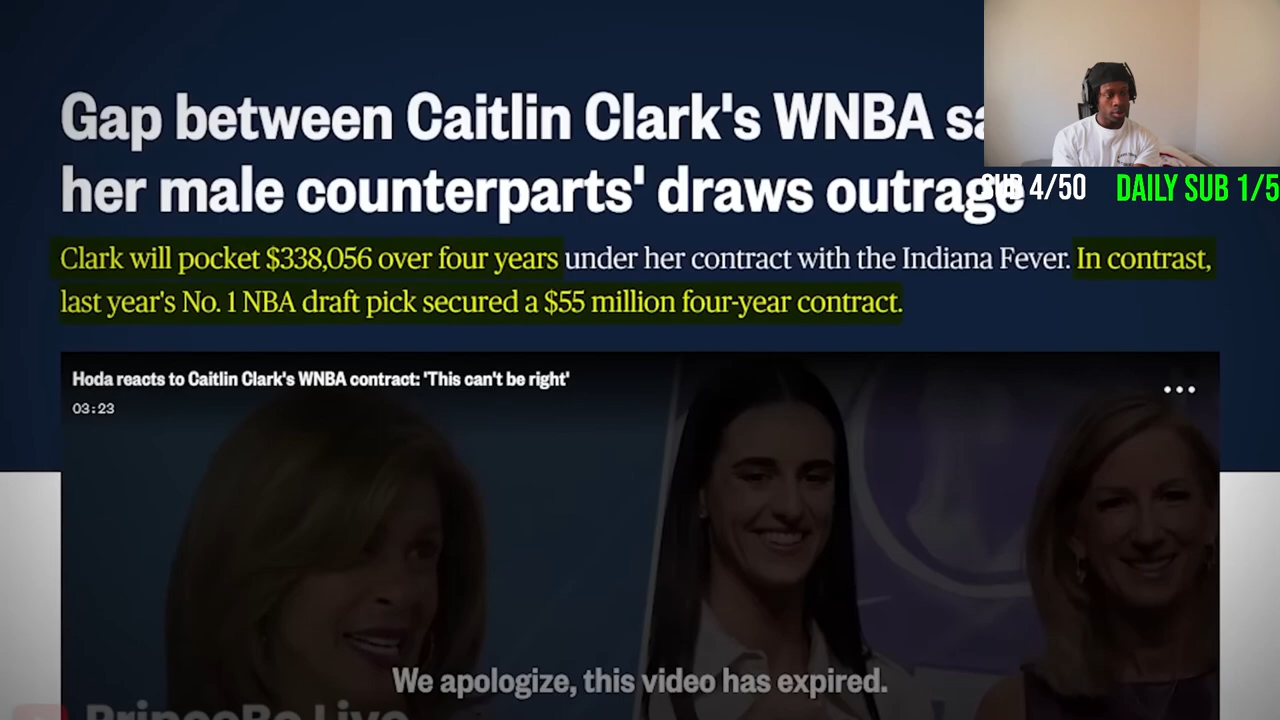 Gap between Caitlin Clark's WNBA
her male counterparts' draws outrage
SUB 4/50
DAILY SUB 1/5
Clark will pocket $338,056 over four years under her contract with the Indiana Fever. In contrast,
last year's No. 1 NBA draft pick secured a $55 million four-year contract.
Hoda reacts to Caitlin Clark's WNBA contract: 'This can't be right'
03:23
We apologize, this video has expired.
PrinceBo Live